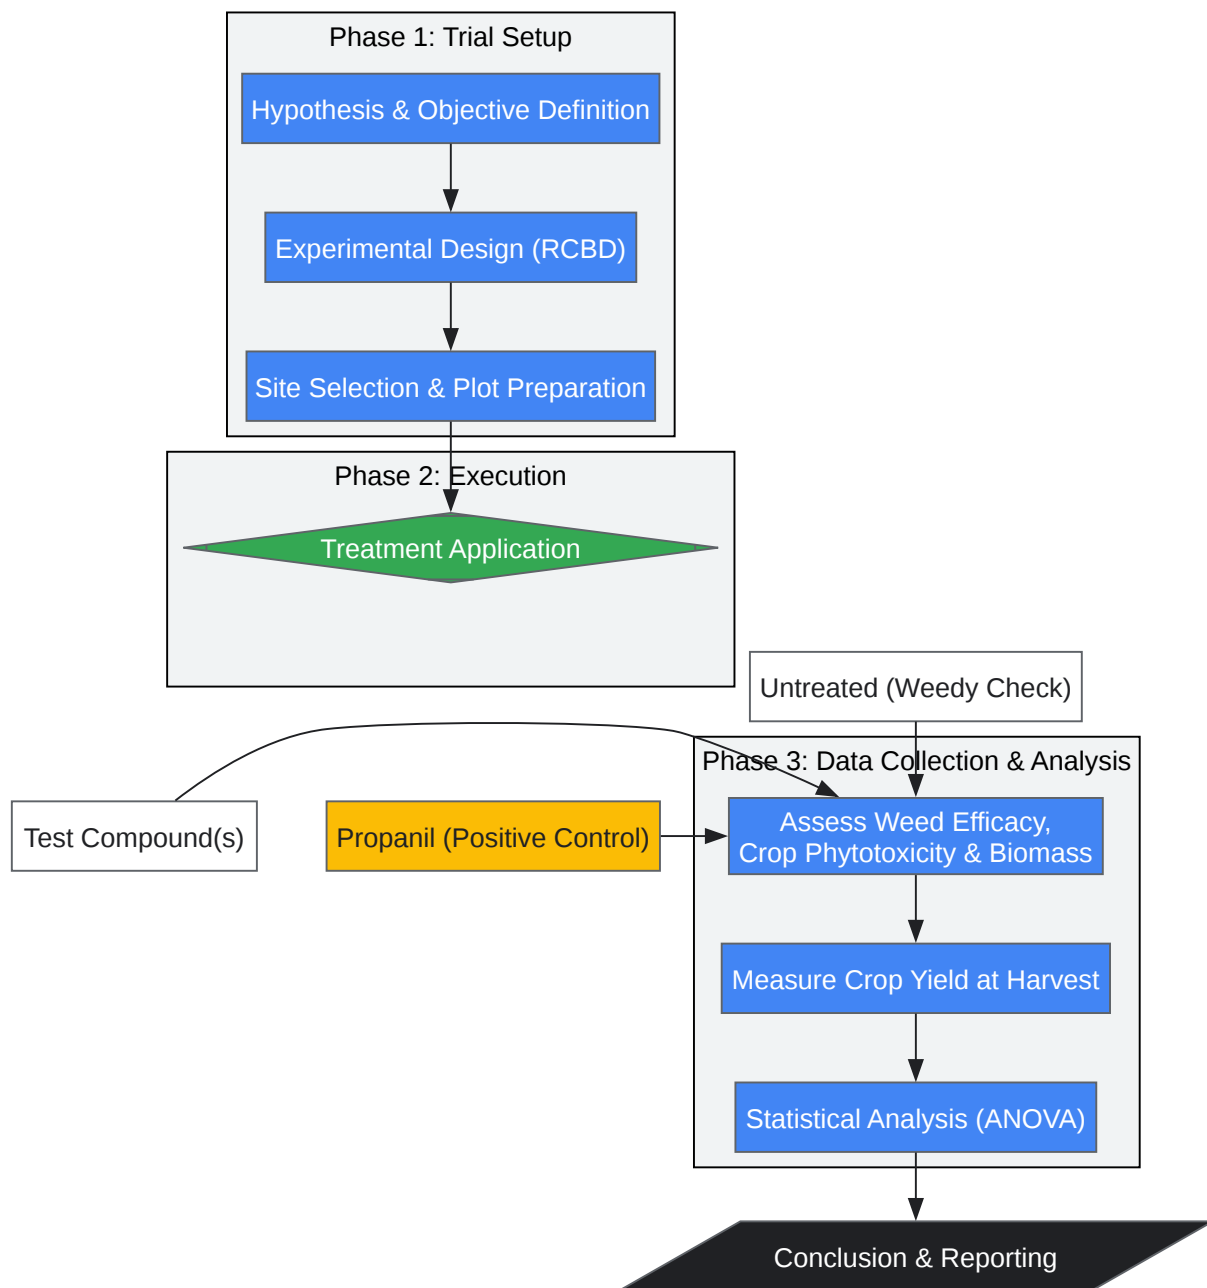 Phase 1: Trial Setup
Hypothesis & Objective Definition
Experimental Design (RCBD)
Site Selection & Plot Preparation
Phase 2: Execution
Treatment Application
Untreated (Weedy Check)
Test Compound(s)
Propanil (Positive Control)
Phase 3: Data Collection & Analysis
Assess Weed Efficacy,
Crop Phytotoxicity & Biomass
Measure Crop Yield at Harvest
Statistical Analysis (ANOVA)
Conclusion & Reporting